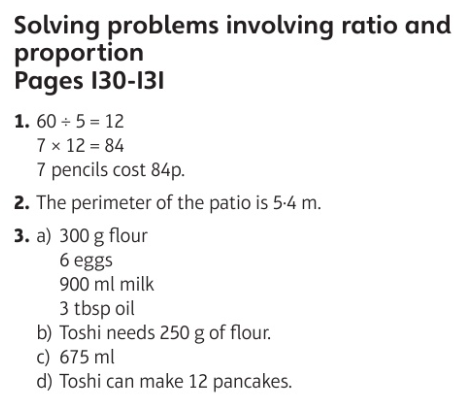 Solving problems involving ratio and
proportion
Pages 130-131
1. 60 ÷ 5 = 12
7 × 12 = 84
7 pencils cost 84p.
2. The perimeter of the patio is 5·4 m.
3. a) 300 g flour
6 eggs
900 ml milk
3 tbsp oil
b) Toshi needs 250 g of flour.
c) 675 ml
d) Toshi can make 12 pancakes.